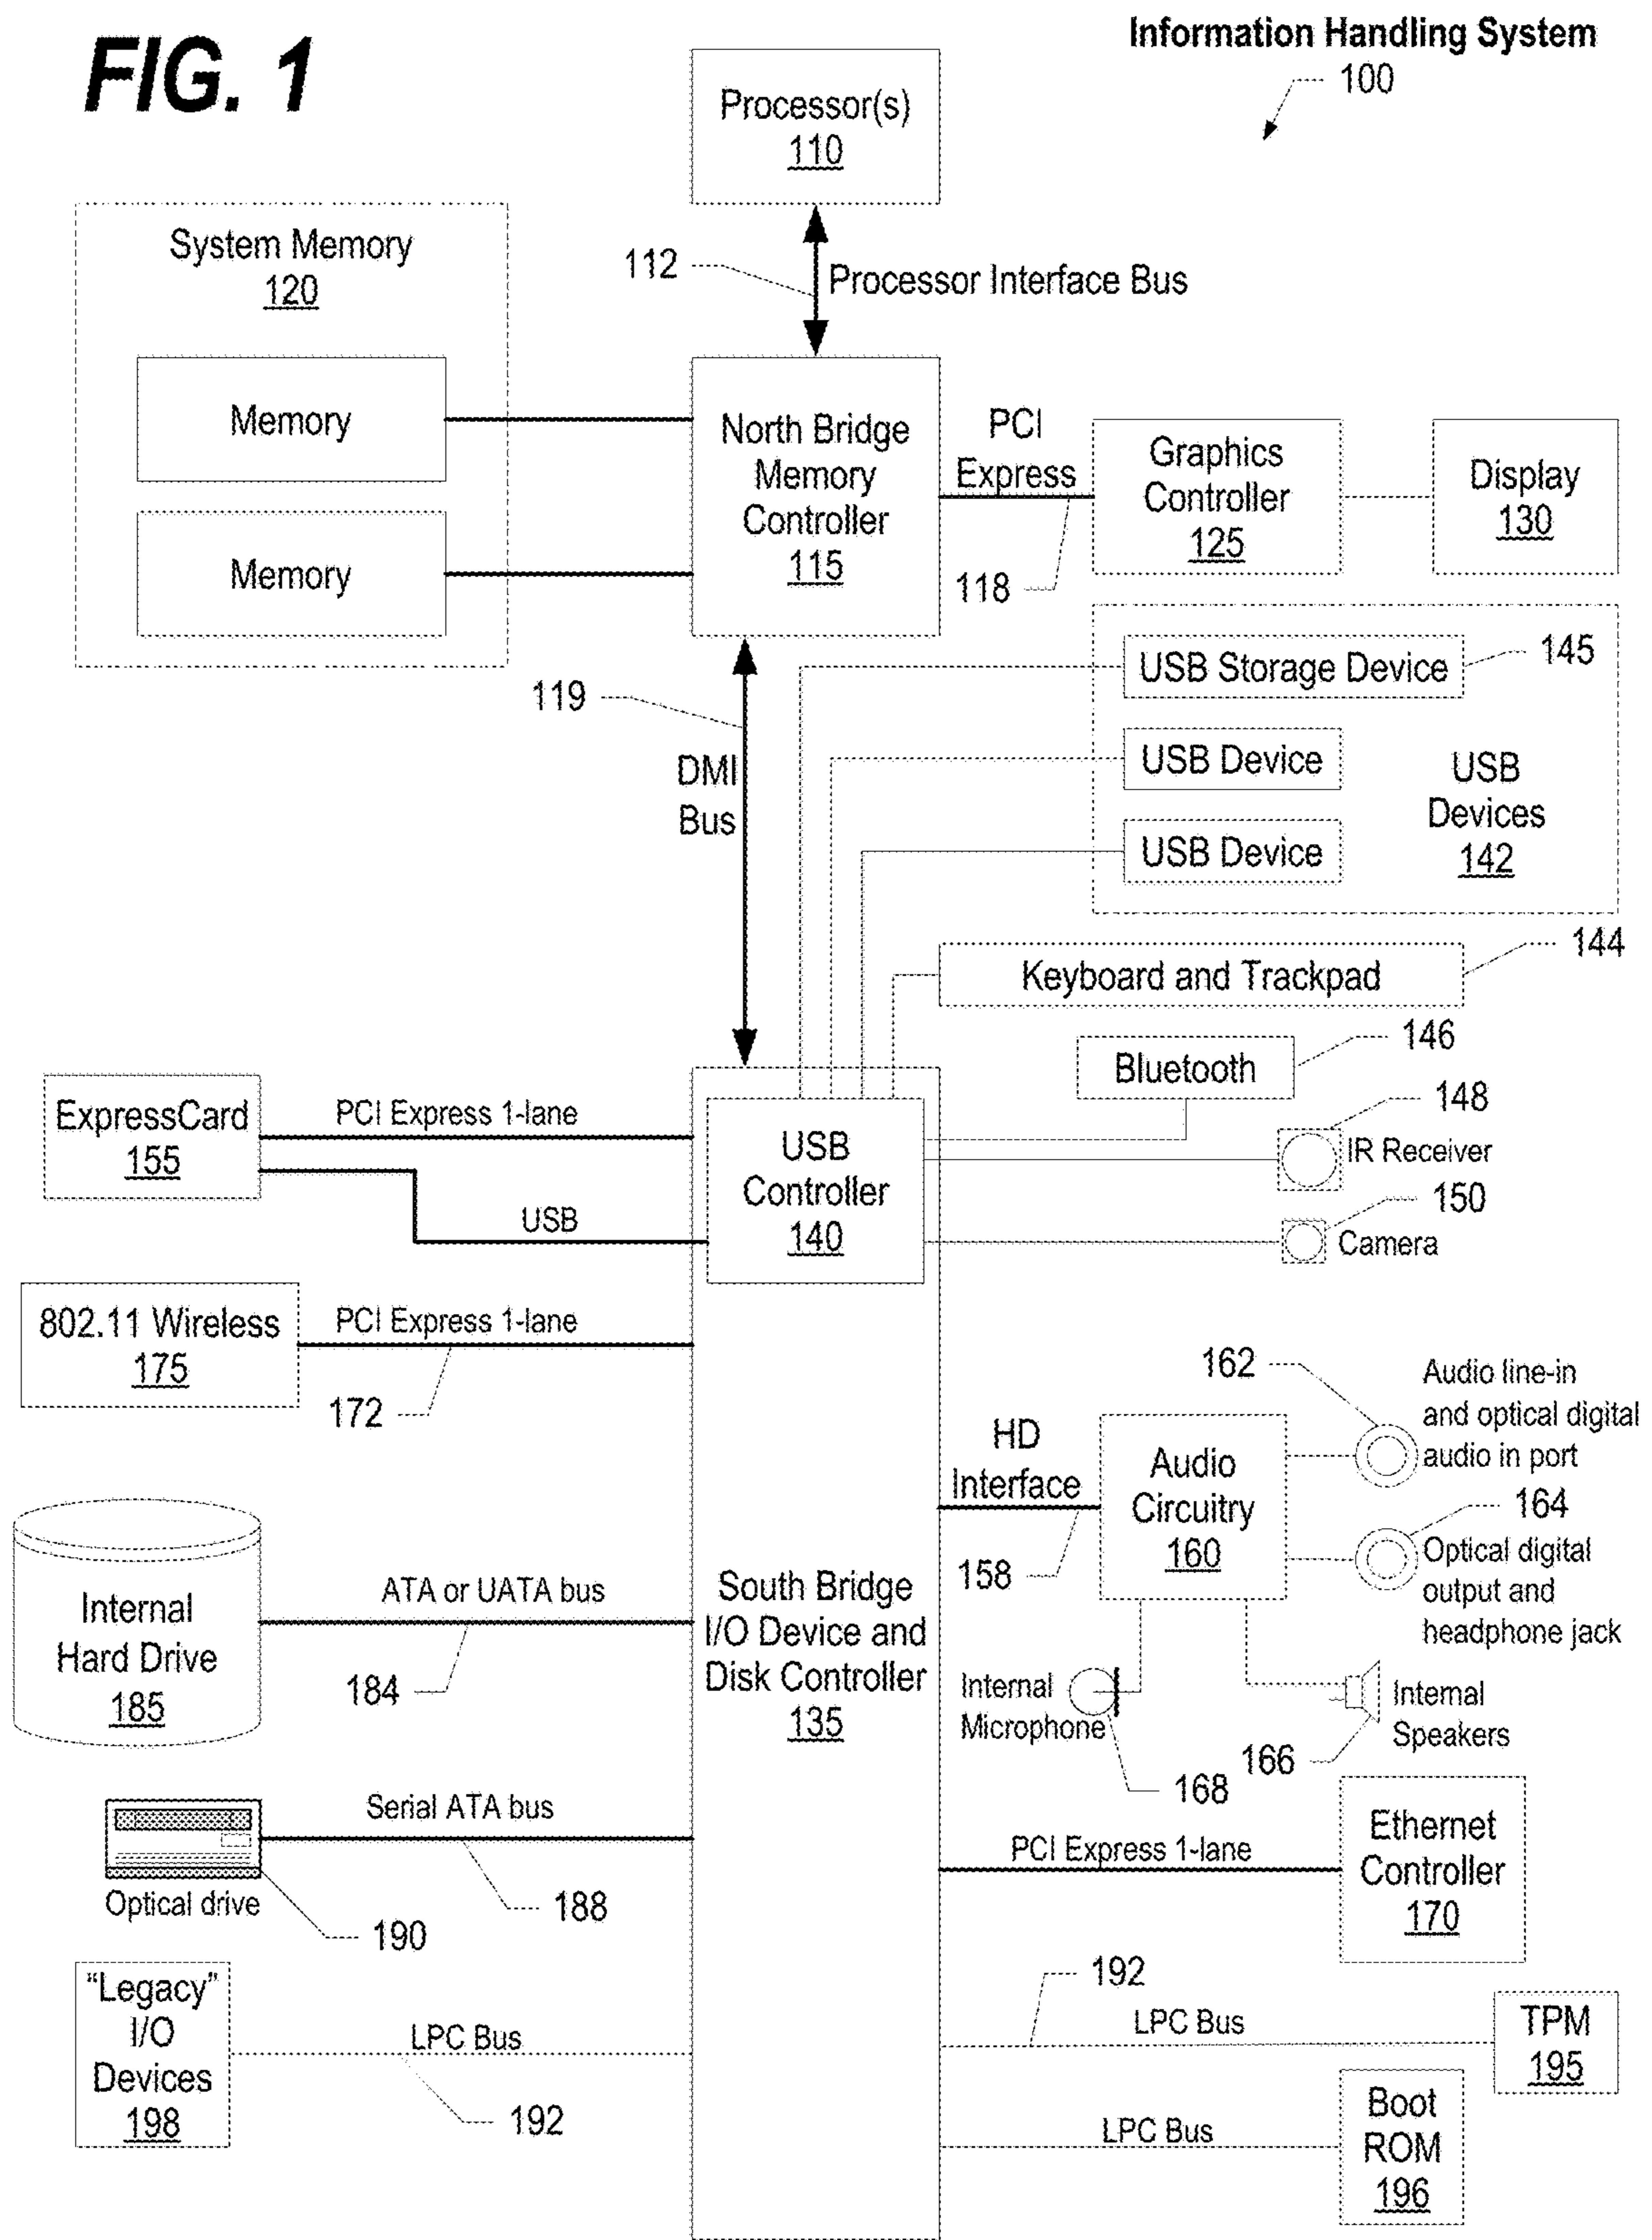 FIG. 1
Information Handling System
100
Processor(s)
110
System Memory
120
112
Processor Interface Bus
Memory
Memory
North Bridge
Memory
Controller
115
PCI
Express
118
Graphics
Controller
125
Display
130
119
DMI
Bus
USB Storage Device
145
USB Device
USB Device
USB
Devices
142
144
Keyboard and Trackpad
146
Bluetooth
148
IR Receiver
150
Camera
ExpressCard
155
PCI Express 1-lane
USB
USB
Controller
140
802.11 Wireless
175
PCI Express 1-lane
172
162
Audio line-in
and optical digital
audio in port
HD
Interface
158
Audio
Circuitry
160
164
Optical digital
output and
headphone jack
Internal
Hard Drive
185
ATA or UATA bus
184
South Bridge
I/O Device and
Disk Controller
135
Internal
Microphone
168
Internal
Speakers
166
Optical drive
190
Serial ATA bus
188
PCI Express 1-lane
Ethernet
Controller
170
“Legacy”
I/O
Devices
198
LPC Bus
192
192
LPC Bus
TPM
195
LPC Bus
Boot
ROM
196